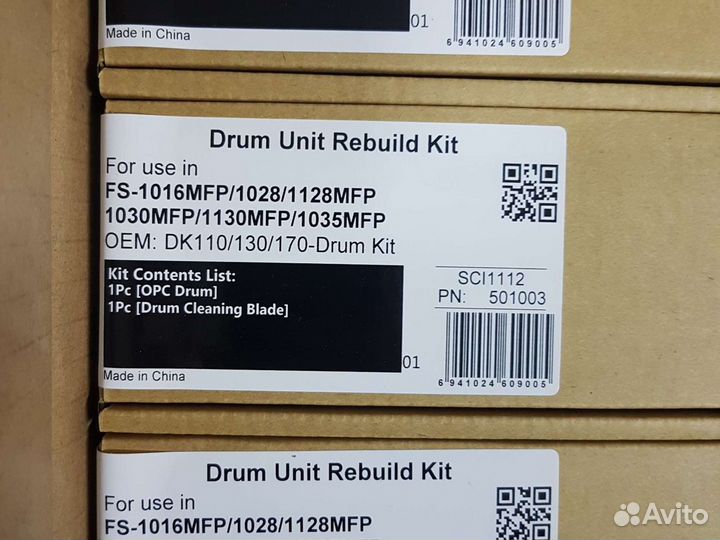 01
Made in China
6 941024 609005
Drum Unit Rebuild Kit
For use in
FS-1016MFP/1028/1128MFP
1030MFP/1130MFP/1035MFP
OEM: DK110/130/170-Drum Kit
Kit Contents List:
1Pc [OPC Drum]
1Pc [Drum Cleaning Blade]
01
Made in China
SCI1112
PN: 501003
6 941024 609005
Drum Unit Rebuild Kit
For use in
FS-1016MFP/1028/1128MFP
Avito